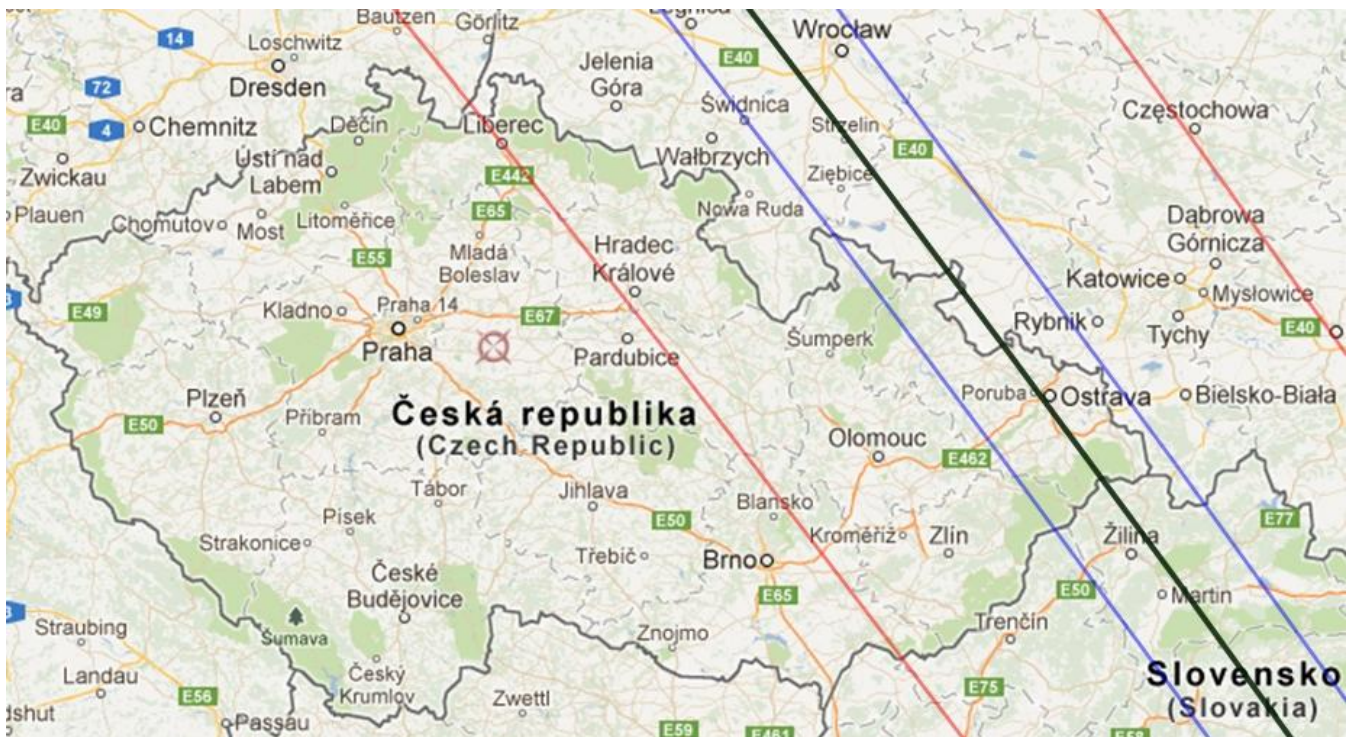 Bautzen
Görlitz
Legnica
Wrocław
14
Loschwitz
Dresden
E40
Jelenia
Góra
72
Świdnica
Częstochowa
E40
4
Chemnitz
Děčín
Liberec
Strzelin
Wałbrzych
E40
Zwickau
Ústí nad
Labem
E442
Ziębice
Plauen
Chomutov
Most
Litoměřice
E65
Nowa Ruda
Dąbrowa
Górnicza
E55
Mladá
Boleslav
Hradec
Králové
Katowice
Mysłowice
E49
Kladno
Praha 14
E67
Rybnik
Tychy
E40
Praha
Pardubice
Šumperk
Plzeň
Příbram
Poruba
Ostrava
Bielsko-Biała
E50
Česká republika
(Czech Republic)
Olomouc
E462
Tábor
Jihlava
Blansko
Písek
E50
E77
Strakonice
Třebíč
Brno
Kroměříž
Zlín
Žilina
České
Budějovice
E65
E50
Martin
Straubing
Šumava
Znojmo
Trenčín
Landau
Český
Krumlov
Zwettl
E75
Slovensko
(Slovakia)
E56
dshut
Passau
E59
E461
E58